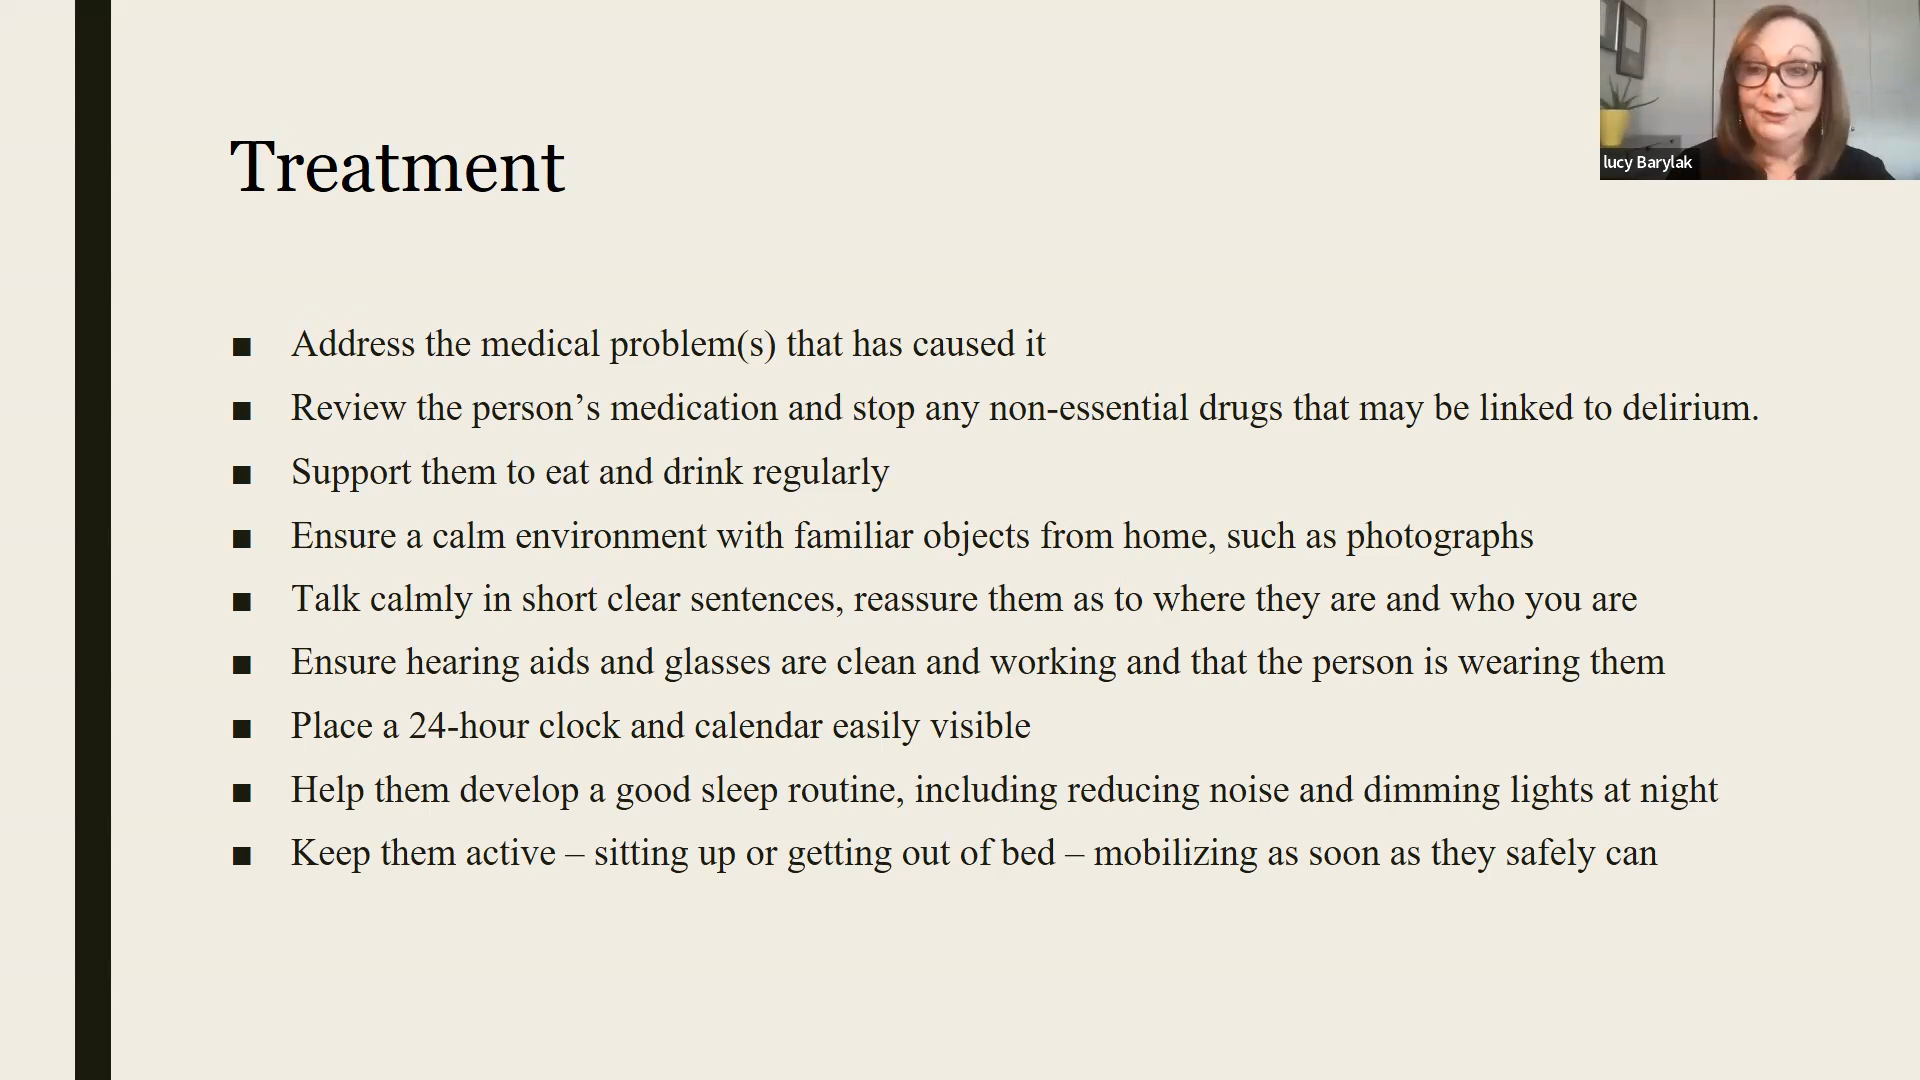 Treatment
lucy Barylak
■ Address the medical problem(s) that has caused it
■ Review the person’s medication and stop any non-essential drugs that may be linked to delirium.
■ Support them to eat and drink regularly
■ Ensure a calm environment with familiar objects from home, such as photographs
■ Talk calmly in short clear sentences, reassure them as to where they are and who you are
■ Ensure hearing aids and glasses are clean and working and that the person is wearing them
■ Place a 24-hour clock and calendar easily visible
■ Help them develop a good sleep routine, including reducing noise and dimming lights at night
■ Keep them active – sitting up or getting out of bed – mobilizing as soon as they safely can